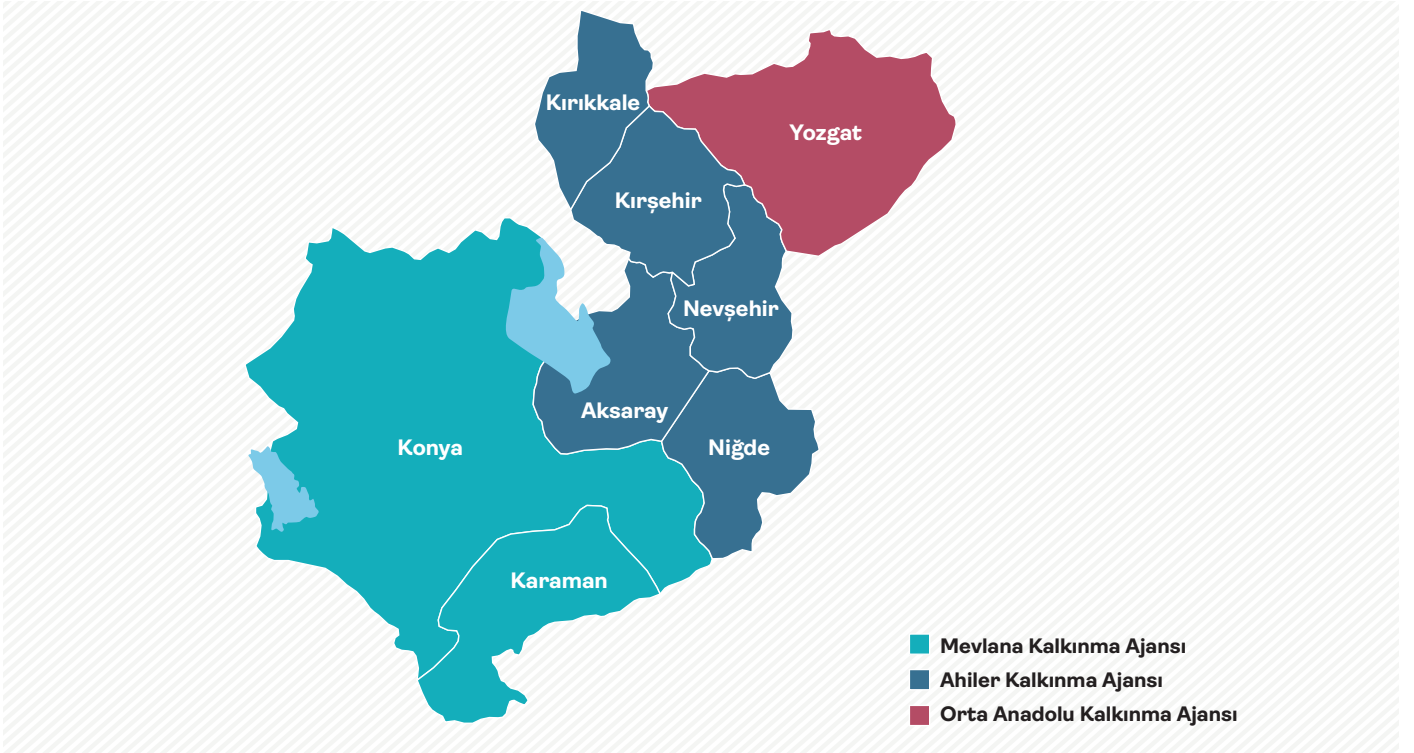 Kırıkkale
Yozgat
Kırşehir
Nevşehir
Aksaray
Konya
Niğde
Karaman
Mevlana Kalkınma Ajansı
Ahiler Kalkınma Ajansı
Orta Anadolu Kalkınma Ajansı